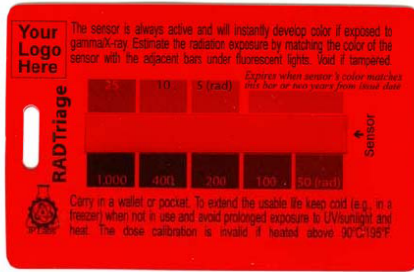 Your
Logo
Here
The sensor is always active and will instantly develop color if exposed to
gamma/X-ray. Estimate the radiation exposure by matching the color of the
sensor with the adjacent bars under fluorescent lights. Void if tampered.
25 10 5 (rad)
Expires when sensor's color matches
this bar or two years from issue date
RADTriage
Sensor
1,000 400 200 100 50 (rad)
Carry in a wallet or pocket. To extend the usable life keep cold (e.g., in a
freezer) when not in use and avoid prolonged exposure to UV/sunlight and
heat. The dose calibration is invalid if heated above 90°C/195°F